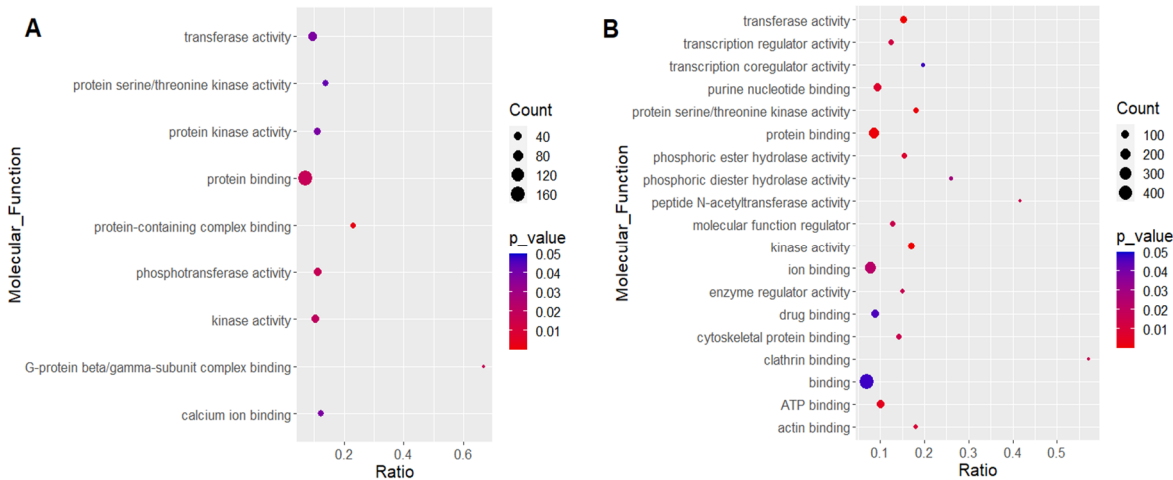 A
Molecular_Function
transferase activity
protein serine/threonine kinase activity
protein kinase activity
protein binding
protein-containing complex binding
phosphotransferase activity
kinase activity
G-protein beta/gamma-subunit complex binding
calcium ion binding
0.2 0.4 0.6
Ratio
Count
40
80
120
160
p_value
0.05
0.04
0.03
0.02
0.01
B
Molecular_Function
transferase activity
transcription regulator activity
transcription coregulator activity
purine nucleotide binding
protein serine/threonine kinase activity
protein binding
phosphoric ester hydrolase activity
phosphoric diester hydrolase activity
peptide N-acetyltransferase activity
molecular function regulator
kinase activity
ion binding
enzyme regulator activity
drug binding
cytoskeletal protein binding
clathrin binding
binding
ATP binding
actin binding
0.1 0.2 0.3 0.4 0.5
Ratio
Count
100
200
300
400
p_value
0.05
0.04
0.03
0.02
0.01